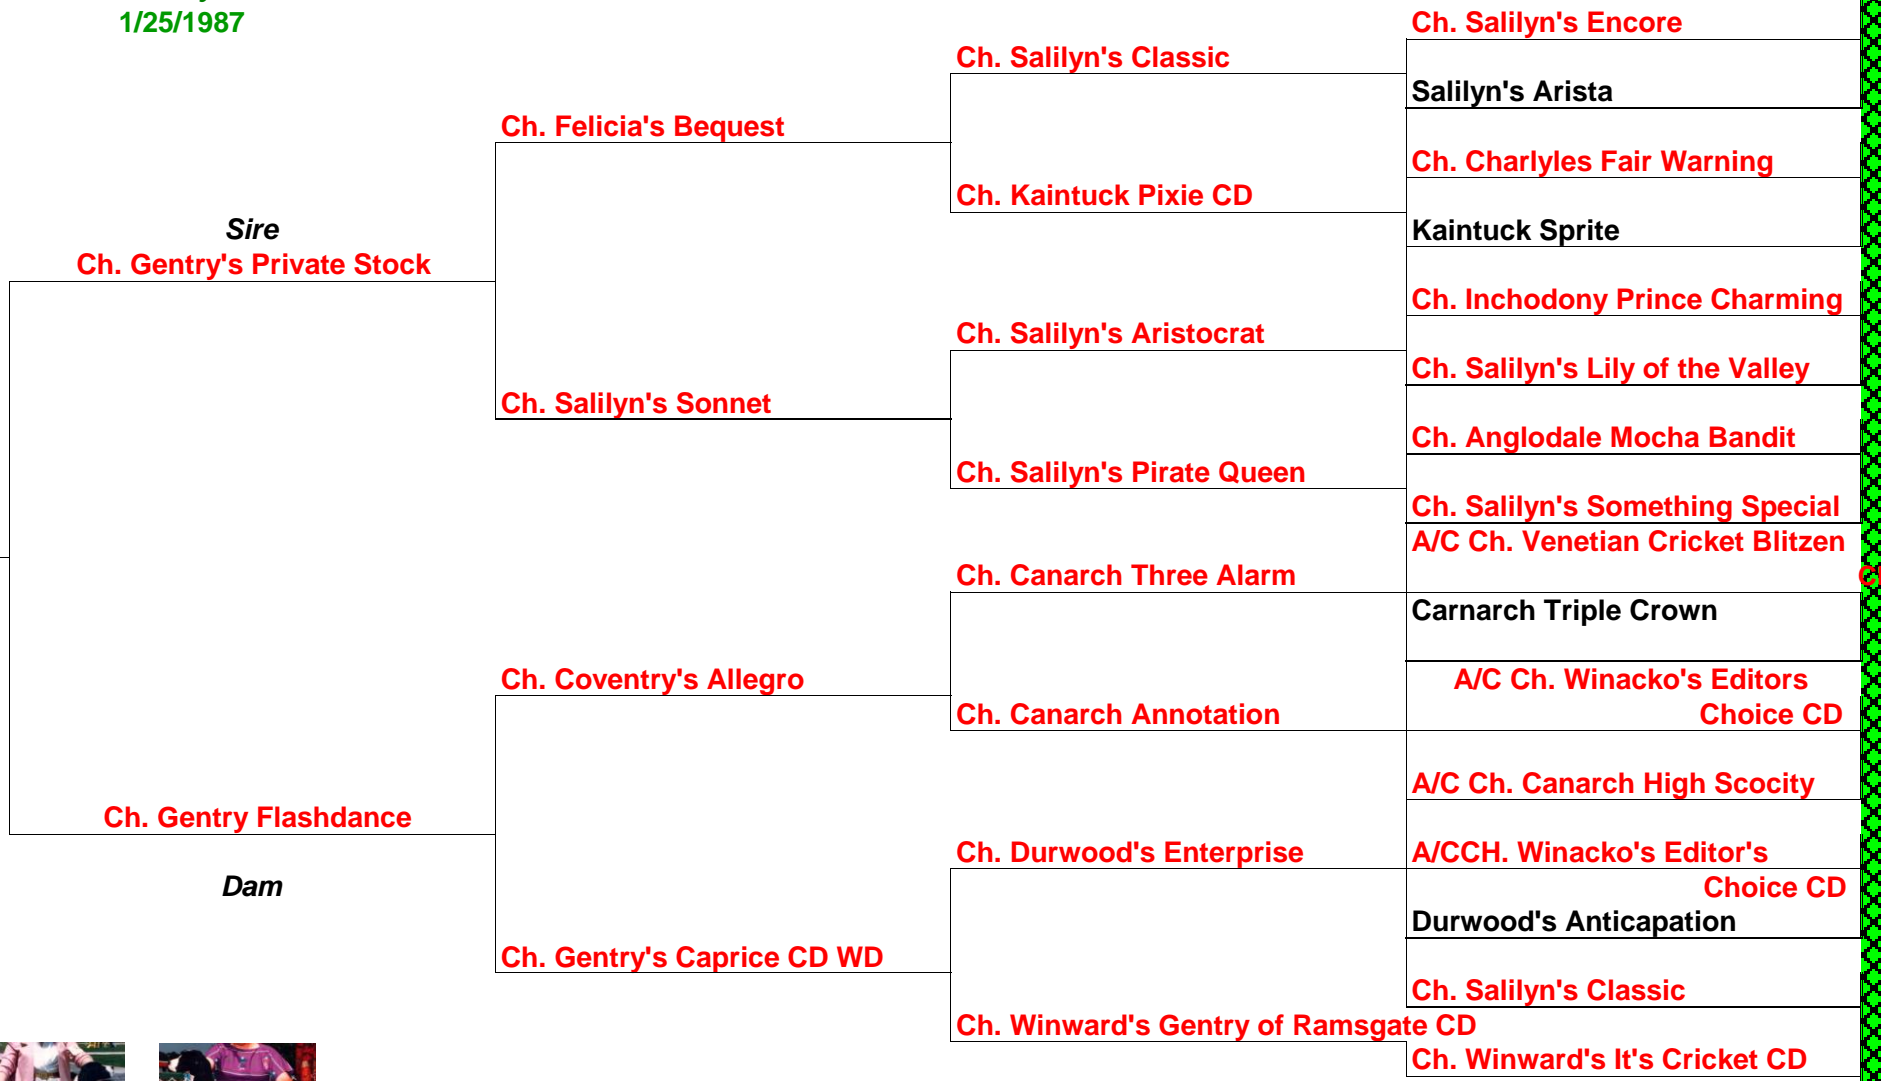 1/25/1987
Sire
Ch. Gentry's Private Stock
Ch. Gentry Flashdance
Dam
Ch. Felicia's Bequest
Ch. Salilyn's Sonnet
Ch. Coventry's Allegro
Ch. Gentry's Caprice CD WD
Ch. Salilyn's Classic
Ch. Kaintuck Pixie CD
Ch. Salilyn's Aristocrat
Ch. Salilyn's Pirate Queen
Ch. Canarch Three Alarm
Ch. Canarch Annotation
Ch. Durwood's Enterprise
Ch. Winward's Gentry of Ramsgate CD
Ch. Salilyn's Encore
Salilyn's Arista
Ch. Charlyles Fair Warning
Kaintuck Sprite
Ch. Inchodony Prince Charming
Ch. Salilyn's Lily of the Valley
Ch. Anglodale Mocha Bandit
Ch. Salilyn's Something Special
A/C Ch. Venetian Cricket Blitzen
Carnarch Triple Crown
A/C Ch. Winacko's Editors
Choice CD
A/C Ch. Canarch High Scocity
A/CCH. Winacko's Editor's
Choice CD
Durwood's Anticapation
Ch. Salilyn's Classic
Ch. Winward's It's Cricket CD